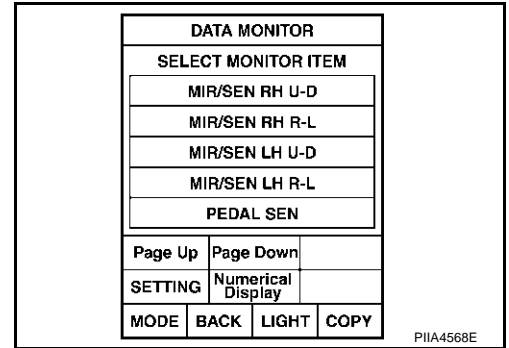 DATA MONITOR
SELECT MONITOR ITEM
MIR/SEN RH U-D
MIR/SEN RH R-L
MIR/SEN LH U-D
MIR/SEN LH R-L
PEDAL SEN
Page Up Page Down
SETTING Numerical Display
MODE BACK LIGHT COPY
PIIA4568E